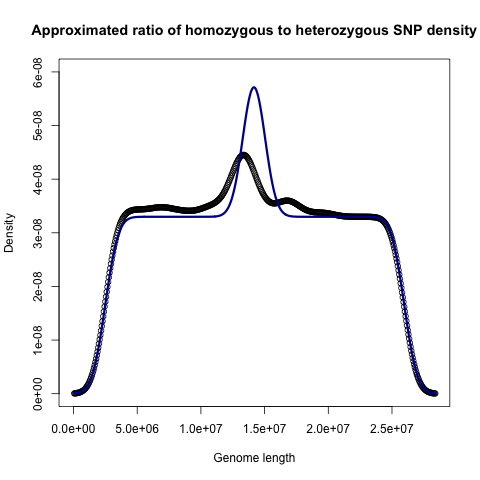 Approximated ratio of homozygous to heterozygous SNP density
6e-08
5e-08
4e-08
3e-08
2e-08
1e-08
0e+00
Density
0.0e+00 5.0e+06 1.0e+07 1.5e+07 2.0e+07 2.5e+07
Genome length